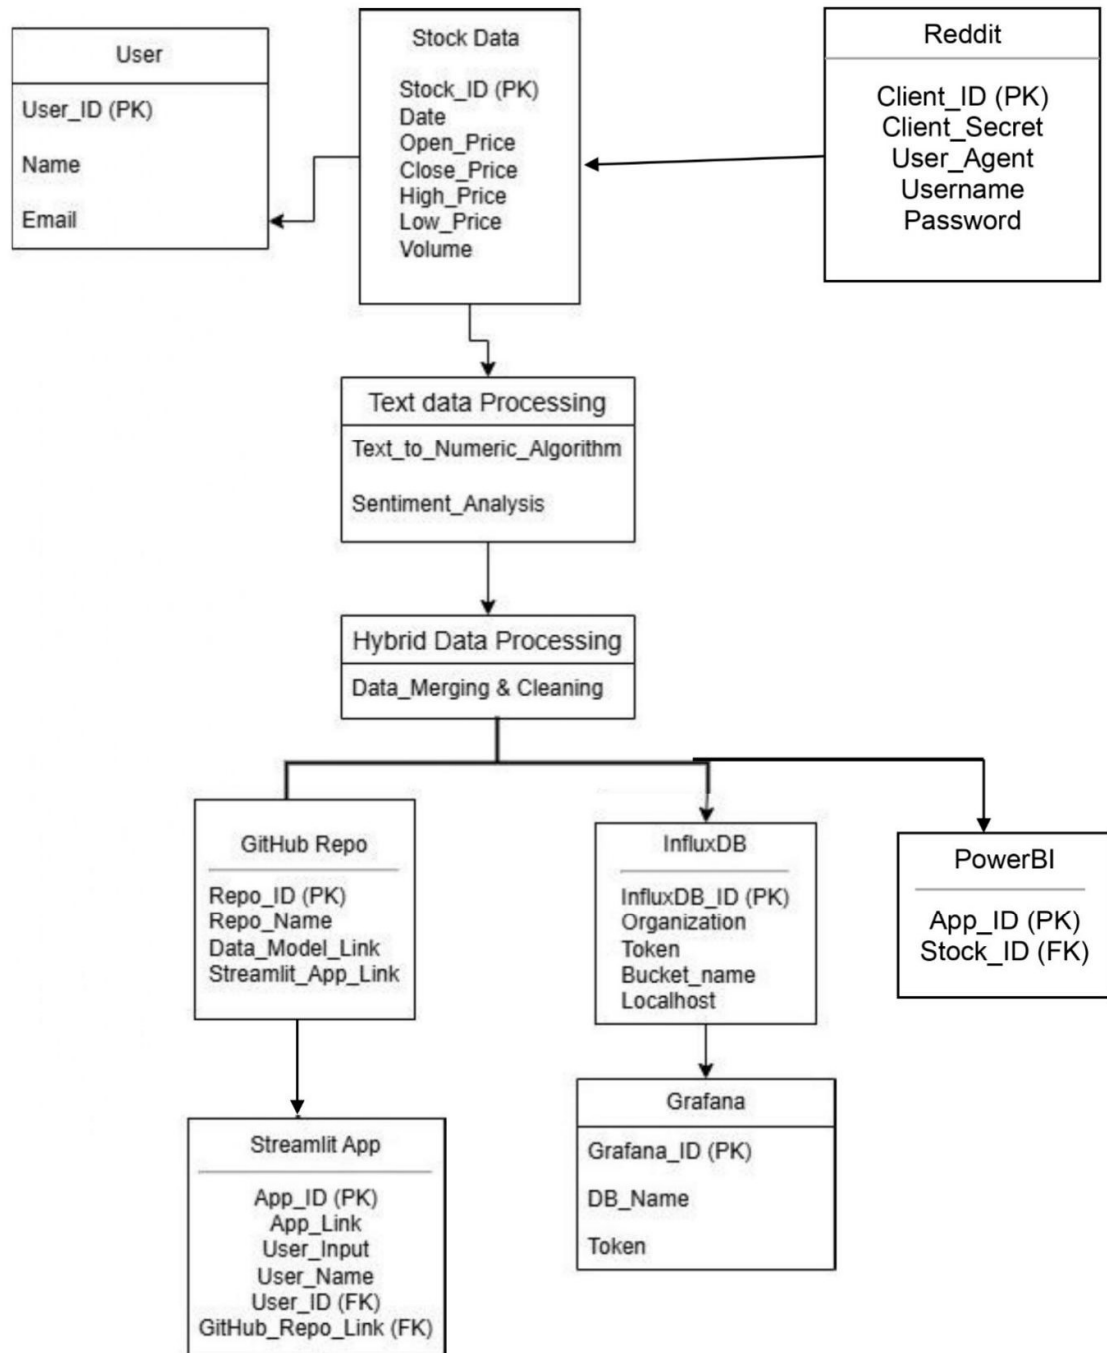 User
User_ID (PK)
Name
Email
Stock Data
Stock_ID (PK)
Date
Open_Price
Close_Price
High_Price
Low_Price
Volume
Reddit
Client_ID (PK)
Client_Secret
User_Agent
Username
Password
Text data Processing
Text_to_Numeric_Algorithm
Sentiment_Analysis
Hybrid Data Processing
Data_Merging & Cleaning
GitHub Repo
Repo_ID (PK)
Repo_Name
Data_Model_Link
Streamlit_App_Link
InfluxDB
InfluxDB_ID (PK)
Organization
Token
Bucket_name
Localhost
PowerBI
App_ID (PK)
Stock_ID (FK)
Streamlit App
App_ID (PK)
App_Link
User_Input
User_Name
User_ID (FK)
GitHub_Repo_Link (FK)
Grafana
Grafana_ID (PK)
DB_Name
Token